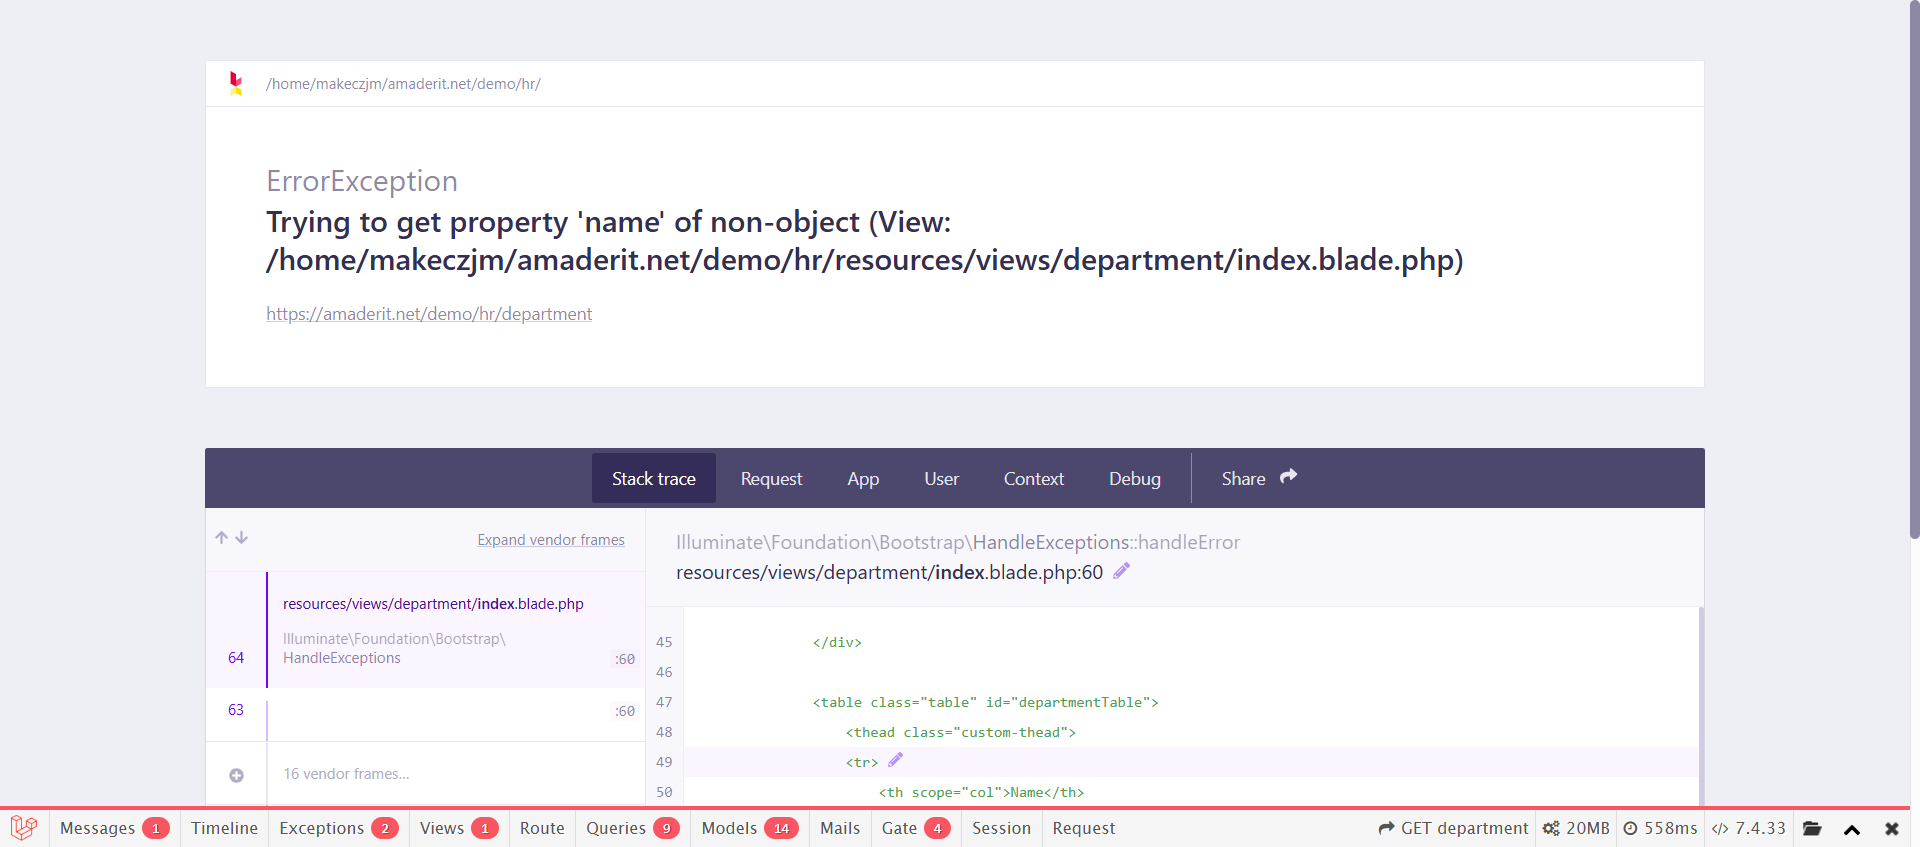 /home/makeczjm/amaderit.net/demo/hr/
ErrorException
Trying to get property 'name' of non-object (View:
/home/makeczjm/amaderit.net/demo/hr/resources/views/department/index.blade.php)
https://amaderit.net/demo/hr/department
Stack trace Request App User Context Debug Share
Expand vendor frames
resources/views/department/index.blade.php
Illuminate\Foundation\Bootstrap\
64 HandleExceptions :60
63 :60
16 vendor frames…
Illuminate\Foundation\Bootstrap\HandleExceptions::handleError
resources/views/department/index.blade.php:60
45 </div>
46
47 <table class="table" id="departmentTable">
48 <thead class="custom-thead">
49 <tr>
50 <th scope="col">Name</th>
Messages 1 Timeline Exceptions 2 Views 1 Route Queries 9 Models 14 Mails Gate 4 Session Request GET department 20MB 558ms </> 7.4.33